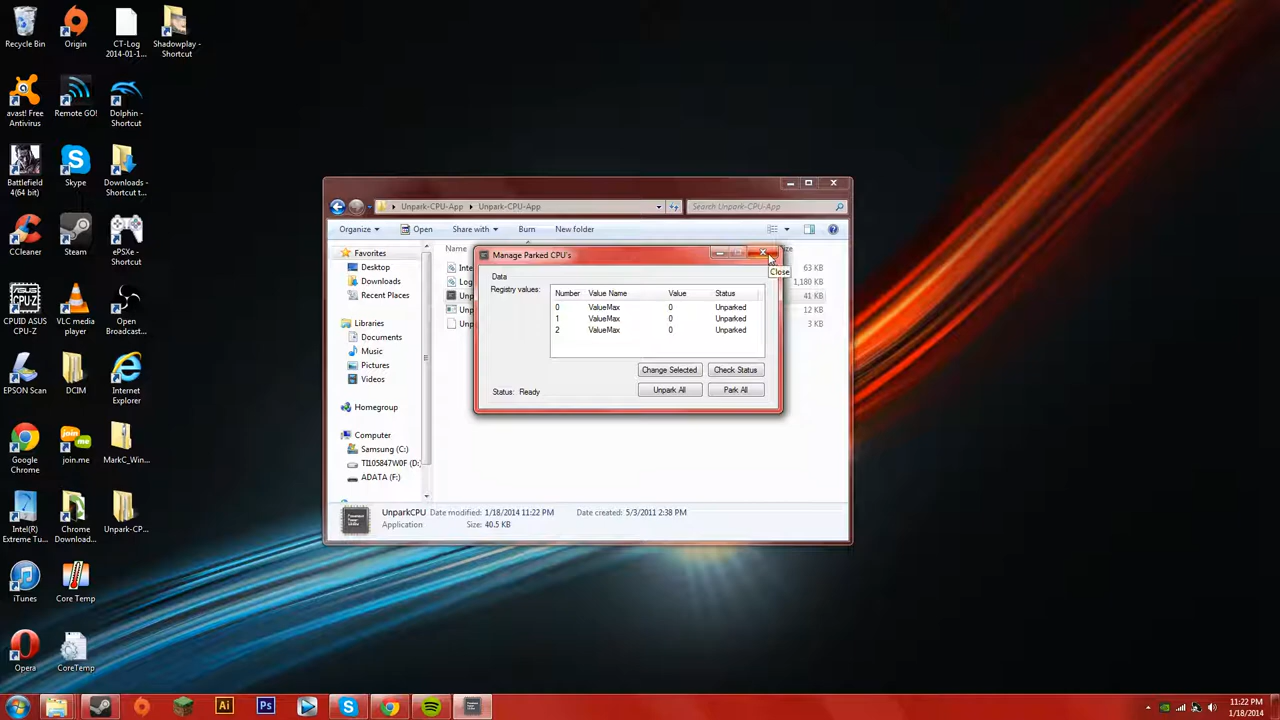 Recycle Bin
Origin
CT-Log
2014-01-1...
Shadowplay -
Shortcut
avast! Free
Antivirus
Remote GO!
Dolphin -
Shortcut
Battlefield
4(64 bit)
Skype
Downloads -
Shortcut t...
CCleaner
Steam
ePSXe -
Shortcut
CPUID ASUS
CPU-Z
VLC media
player
Open
Broadcast...
EPSON Scan
DCIM
Internet
Explorer
Google
Chrome
join.me
MarkC_Win...
Intel(R)
Extreme Tu...
Chrome
Download...
Unpark-CP...
iTunes
Core Temp
Opera
CoreTemp
Unpark-CPU-App
Unpark-CPU-App
Search Unpark-CPU-App
Organize
Open
Share with
Burn
New folder
Favorites
Desktop
Downloads
Recent Places
Libraries
Documents
Music
Pictures
Videos
Homegroup
Computer
Samsung (C:)
TI105847W0F (D:)
ADATA (F:)
Name
Inte
Log
Unp
Unp
Unp
63 KB
1,180 KB
41 KB
12 KB
3 KB
Manage Parked CPU's
Close
Data
Registry values:
Number Value Name Value Status
0 ValueMax 0 Unparked
1 ValueMax 0 Unparked
2 ValueMax 0 Unparked
Change Selected
Check Status
Status: Ready
Unpark All
Park All
UnparkCPU Date modified: 1/18/2014 11:22 PM Date created: 5/3/2011 2:38 PM
Application Size: 40.5 KB
Ai
Ps
11:22 PM
1/18/2014